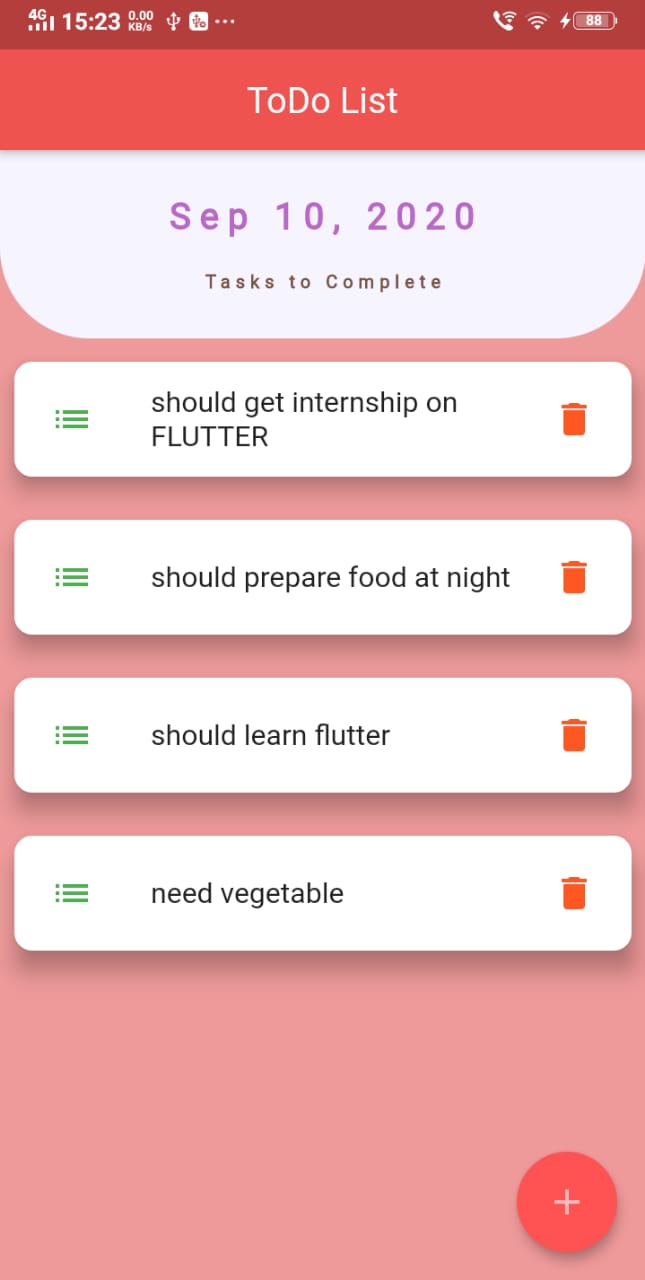 4G 15:23 0.00 KB/s 88
ToDo List
Sep 10, 2020
Tasks to Complete
should get internship on
FLUTTER
should prepare food at night
should learn flutter
need vegetable